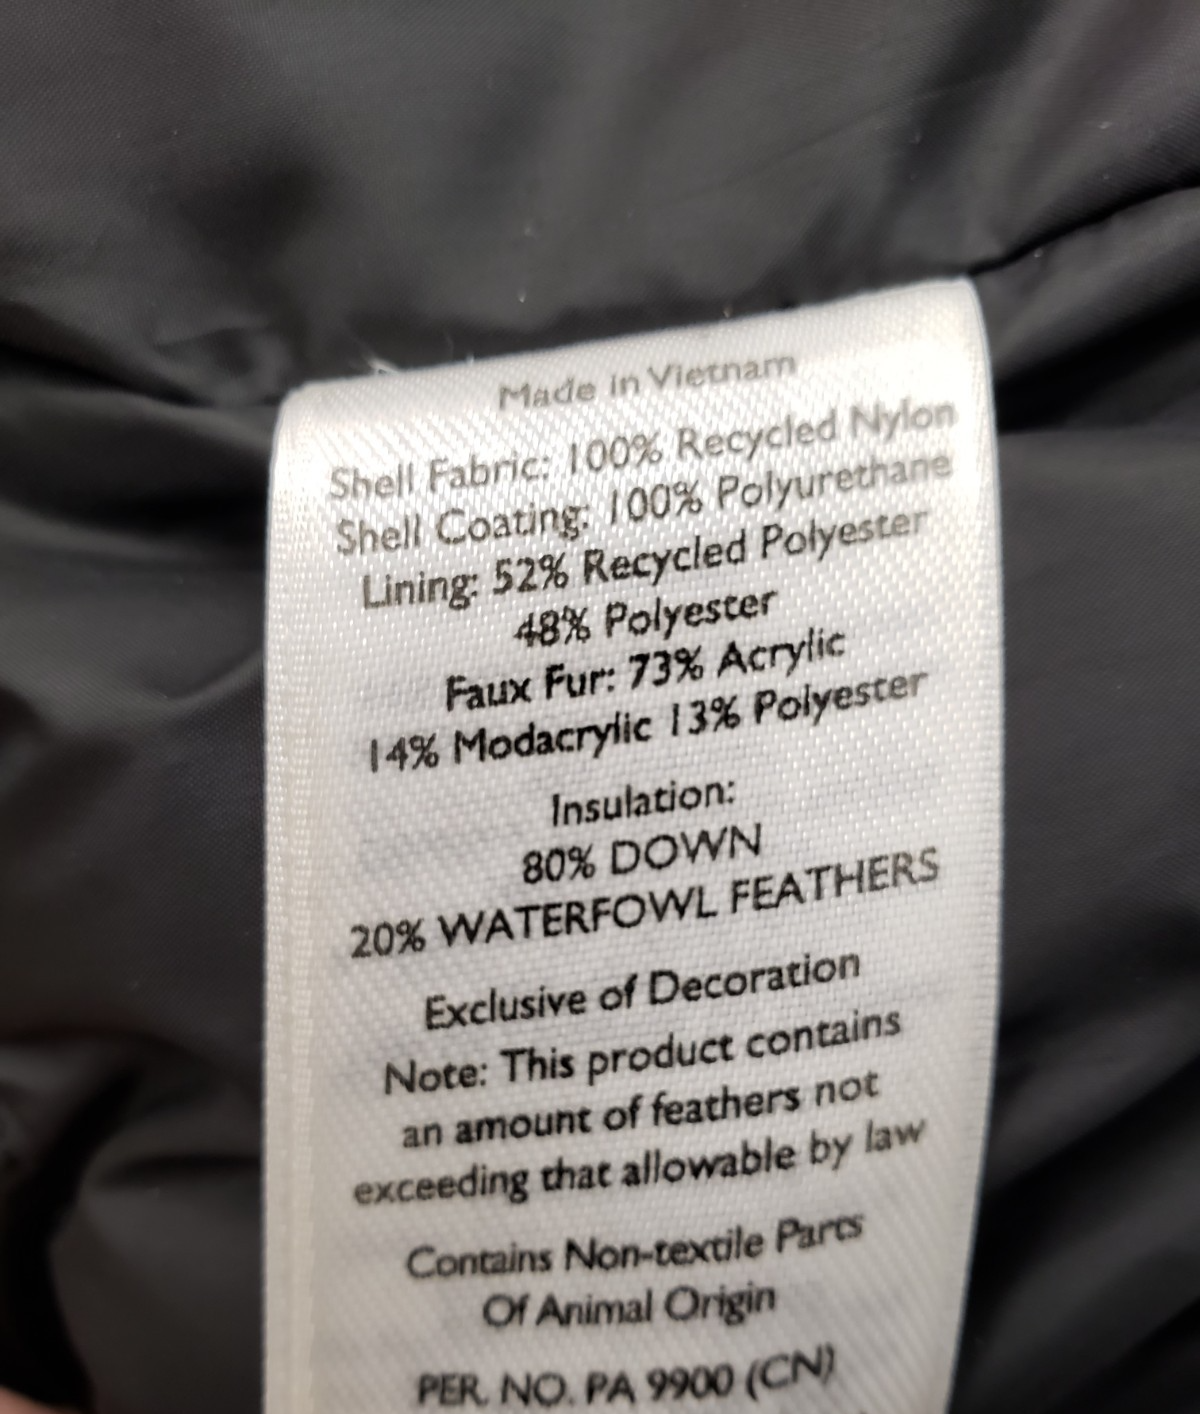 Made in Vietnam
Shell Fabric: 100% Recycled Nylon
Shell Coating: 100% Polyurethane
Lining: 52% Recycled Polyester
48% Polyester
Faux Fur: 73% Acrylic
14% Modacrylic 13% Polyester
Insulation:
80% DOWN
20% WATERFOWL FEATHERS
Exclusive of Decoration
Note: This product contains
an amount of feathers not
exceeding that allowable by law
Contains Non-textile Parts
Of Animal Origin
PER. NO. PA 9900 (CN)